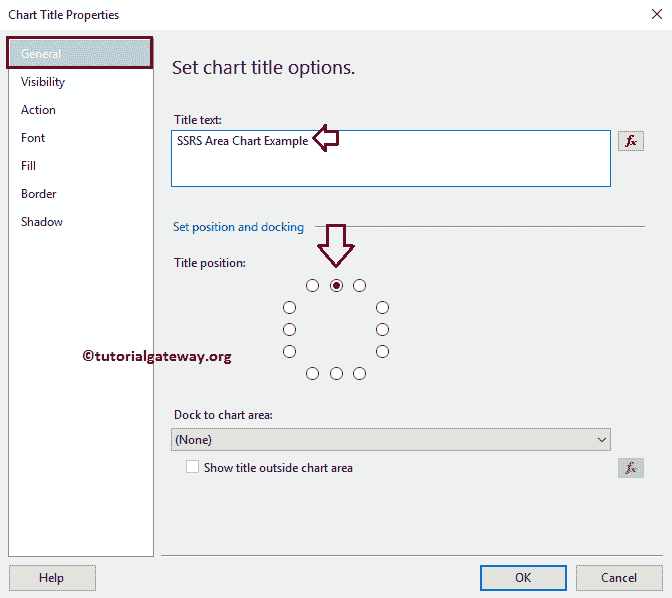 Chart Title Properties
General
Visibility
Action
Font
Fill
Border
Shadow
Set chart title options.
Title text:
SSRS Area Chart Example
fx
Set position and docking
Title position:
©tutorialgateway.org
Dock to chart area:
(None)
Show title outside chart area
fx
Help
OK
Cancel